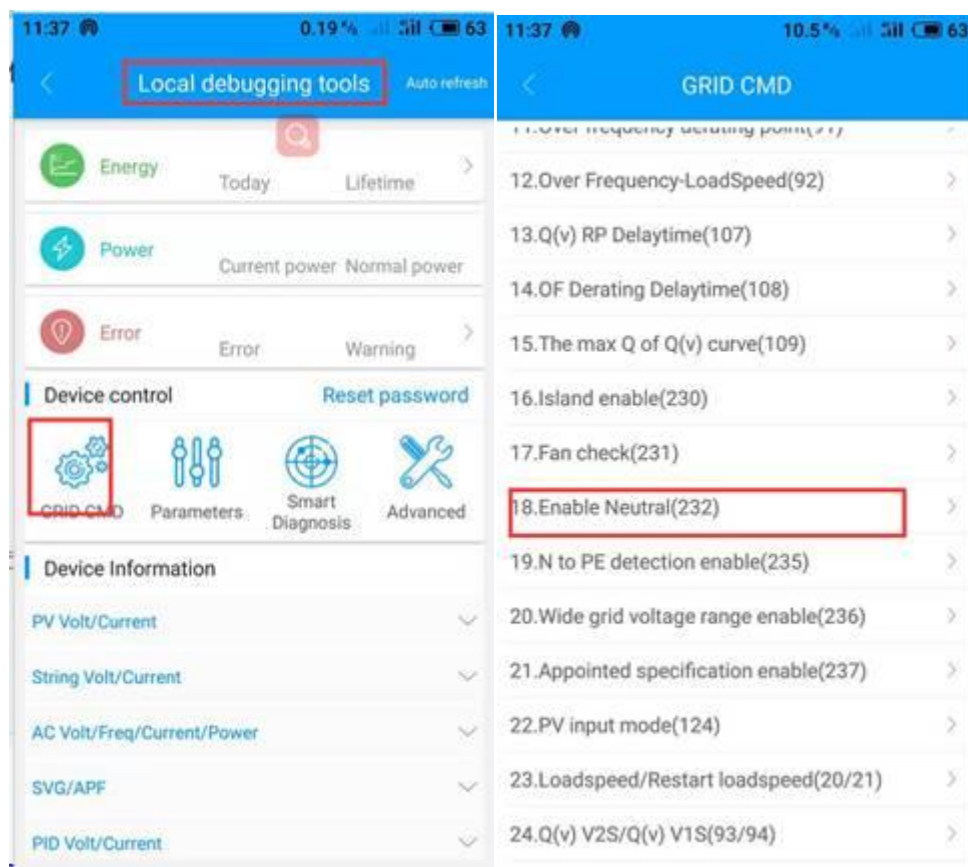 11:37 0.19% 63
Local debugging tools Auto refresh
Energy
Today Lifetime
Power
Current power Normal power
Error
Error Warning
Device control Reset password
GRID CMD Parameters Smart Diagnosis Advanced
Device Information
PV Volt/Current
String Volt/Current
AC Volt/Freq/Current/Power
SVG/APF
PID Volt/Current
11:37 10.5% 63
GRID CMD
11.Over frequency derating point(91)
12.Over Frequency-LoadSpeed(92)
13.Q(v) RP Delaytime(107)
14.OF Derating Delaytime(108)
15.The max Q of Q(v) curve(109)
16.Island enable(230)
17.Fan check(231)
18.Enable Neutral(232)
19.N to PE detection enable(235)
20.Wide grid voltage range enable(236)
21.Appointed specification enable(237)
22.PV input mode(124)
23.Loadspeed/Restart loadspeed(20/21)
24.Q(v) V2S/Q(v) V1S(93/94)